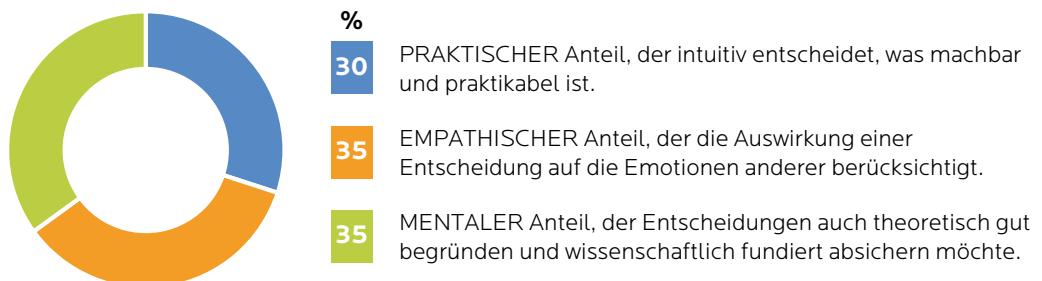 %
30
PRAKTISCHER Anteil, der intuitiv entscheidet, was machbar
und praktikabel ist.
35
EMPATHISCHER Anteil, der die Auswirkung einer
Entscheidung auf die Emotionen anderer berücksichtigt.
35
MENTALER Anteil, der Entscheidungen auch theoretisch gut
begründen und wissenschaftlich fundiert absichern möchte.